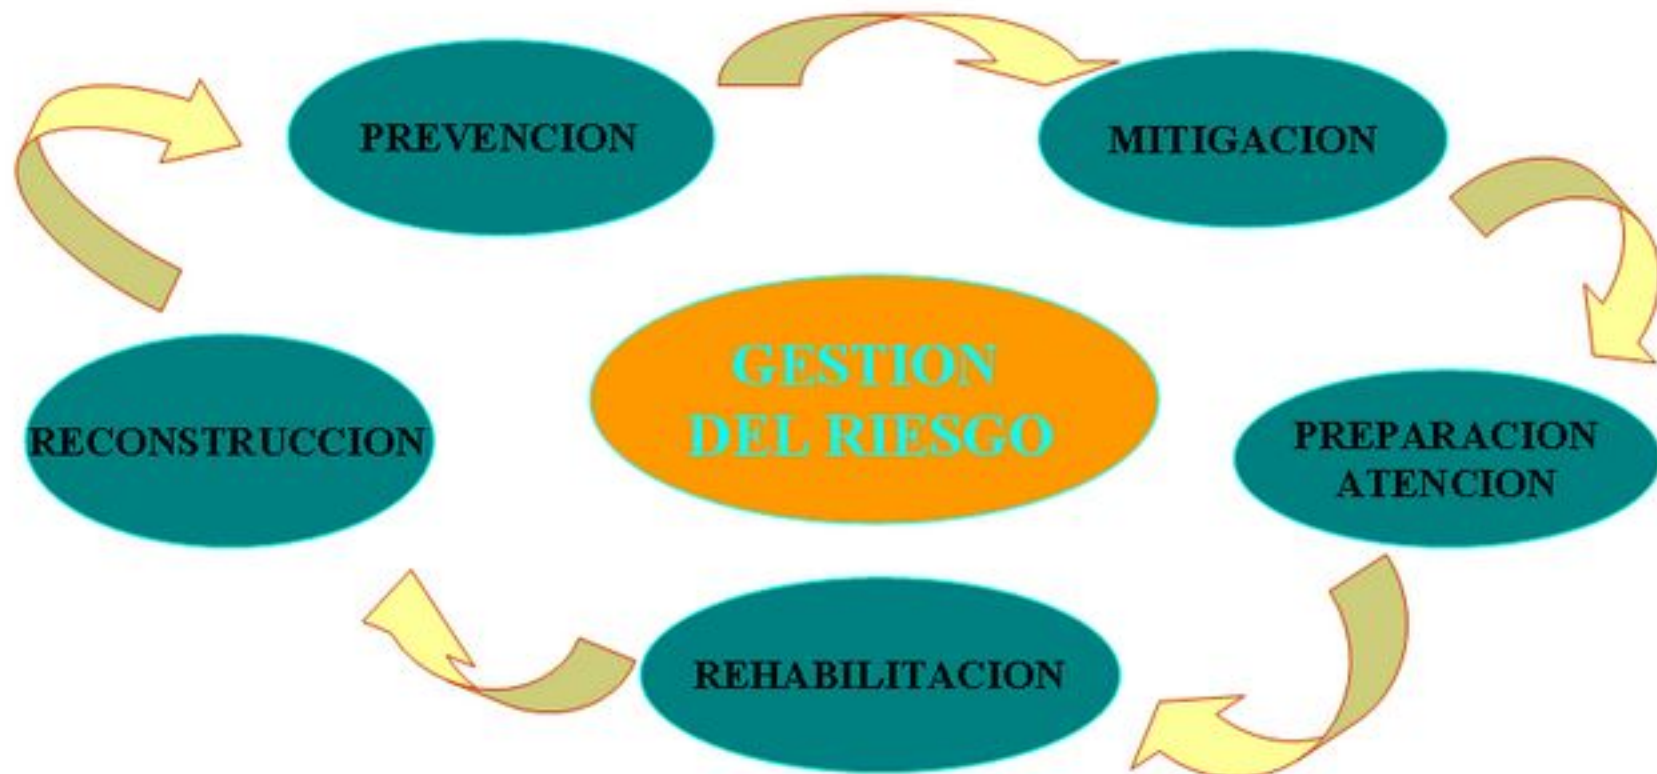 PREVENCION
MITIGACION
GESTION
DEL RIESGO
RECONSTRUCCION
PREPARACION
ATENCION
REHABILITACION